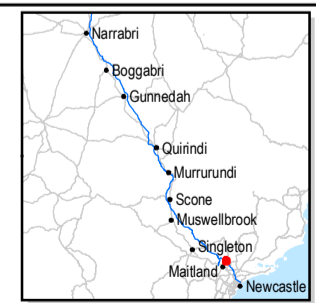 Narrabri
Boggabri
Gunnedah
Quirindi
Murrurundi
Scone
Muswellbrook
Singleton
Maitland
Newcastle